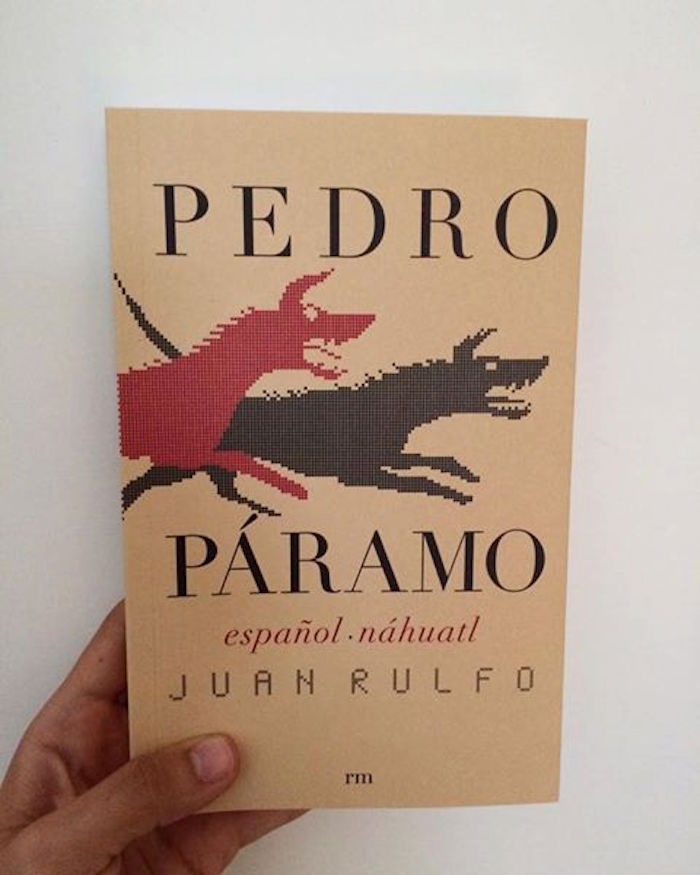 PEDRO
PÁRAMO
español · náhuatl
JUAN RULFO
rm